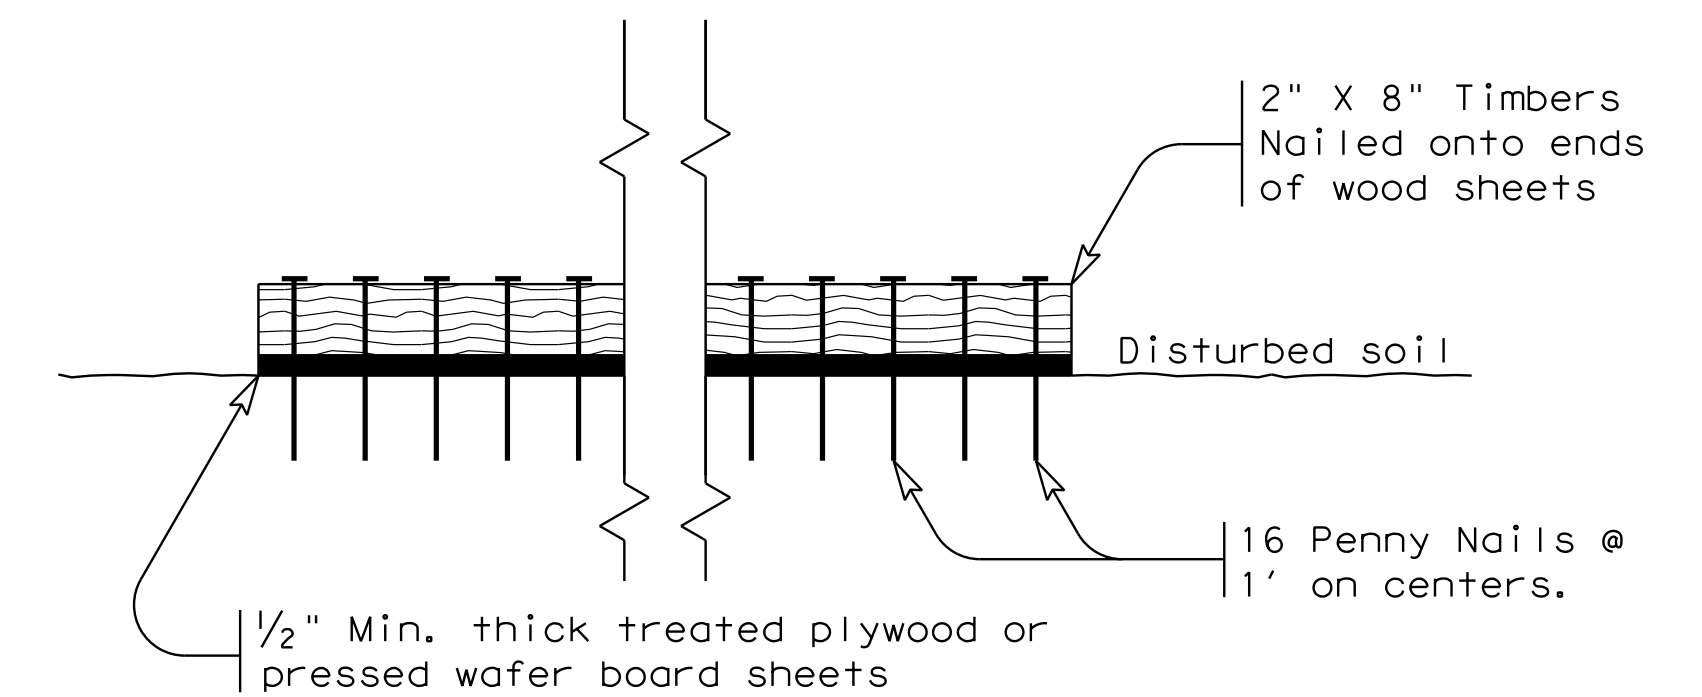 2" X 8" Timbers
Nailed onto ends
of wood sheets
Disturbed soil
16 Penny Nails @
1' on centers.
1/2" Min. thick treated plywood or
pressed wafer board sheets